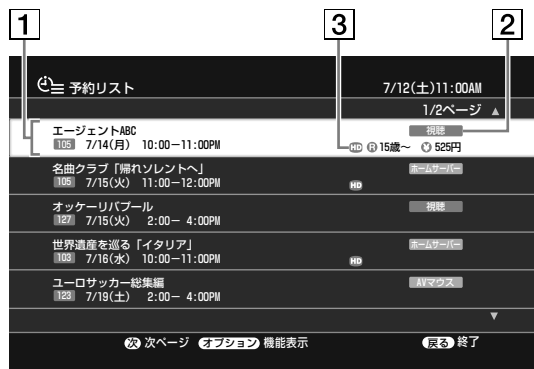 1 3 2
予約リスト 7/12(土)11:00AM
1/2ページ ▲
エージェントABC 視聴
105 7/14(月) 10:00－11:00PM HD R 15歳～ ¥ 525円
名曲クラブ「帰れソレントへ」 ホームサーバー
105 7/15(火) 11:00－12:00PM HD
オッケーリバプール 視聴
127 7/15(火) 2:00－ 4:00PM
世界遺産を巡る「イタリア」 ホームサーバー
103 7/16(水) 10:00－11:00PM HD
ユーロサッカー総集編 AVマウス
123 7/19(土) 2:00－ 4:00PM
▼
次 次ページ オプション 機能表示 戻る 終了